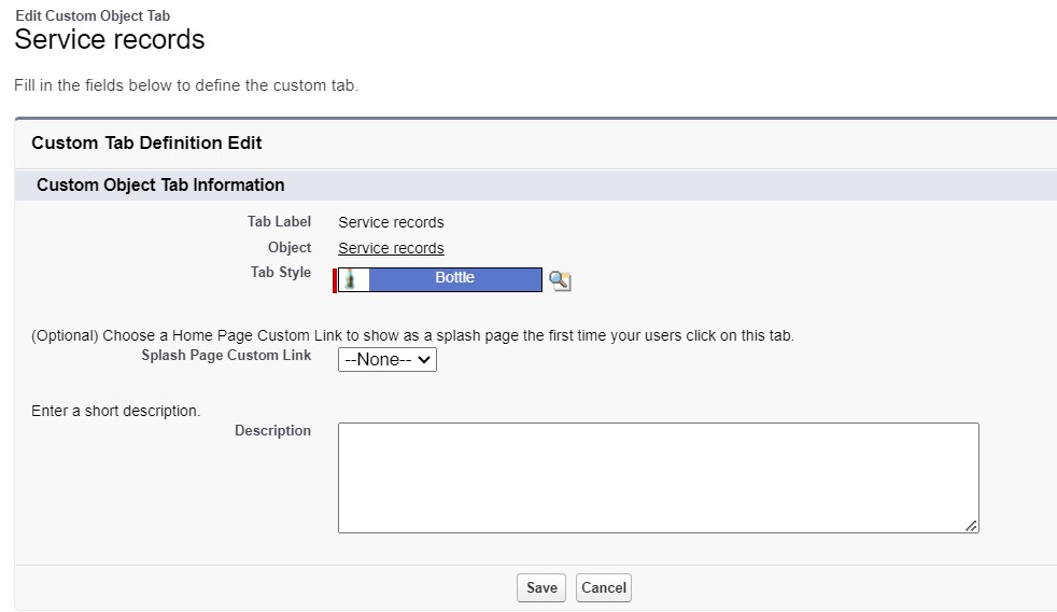 Edit Custom Object Tab
Service records
Fill in the fields below to define the custom tab.
Custom Tab Definition Edit
Custom Object Tab Information
Tab Label Service records
Object Service records
Tab Style Bottle
(Optional) Choose a Home Page Custom Link to show as a splash page the first time your users click on this tab.
Splash Page Custom Link --None--
Enter a short description.
Description
Save Cancel